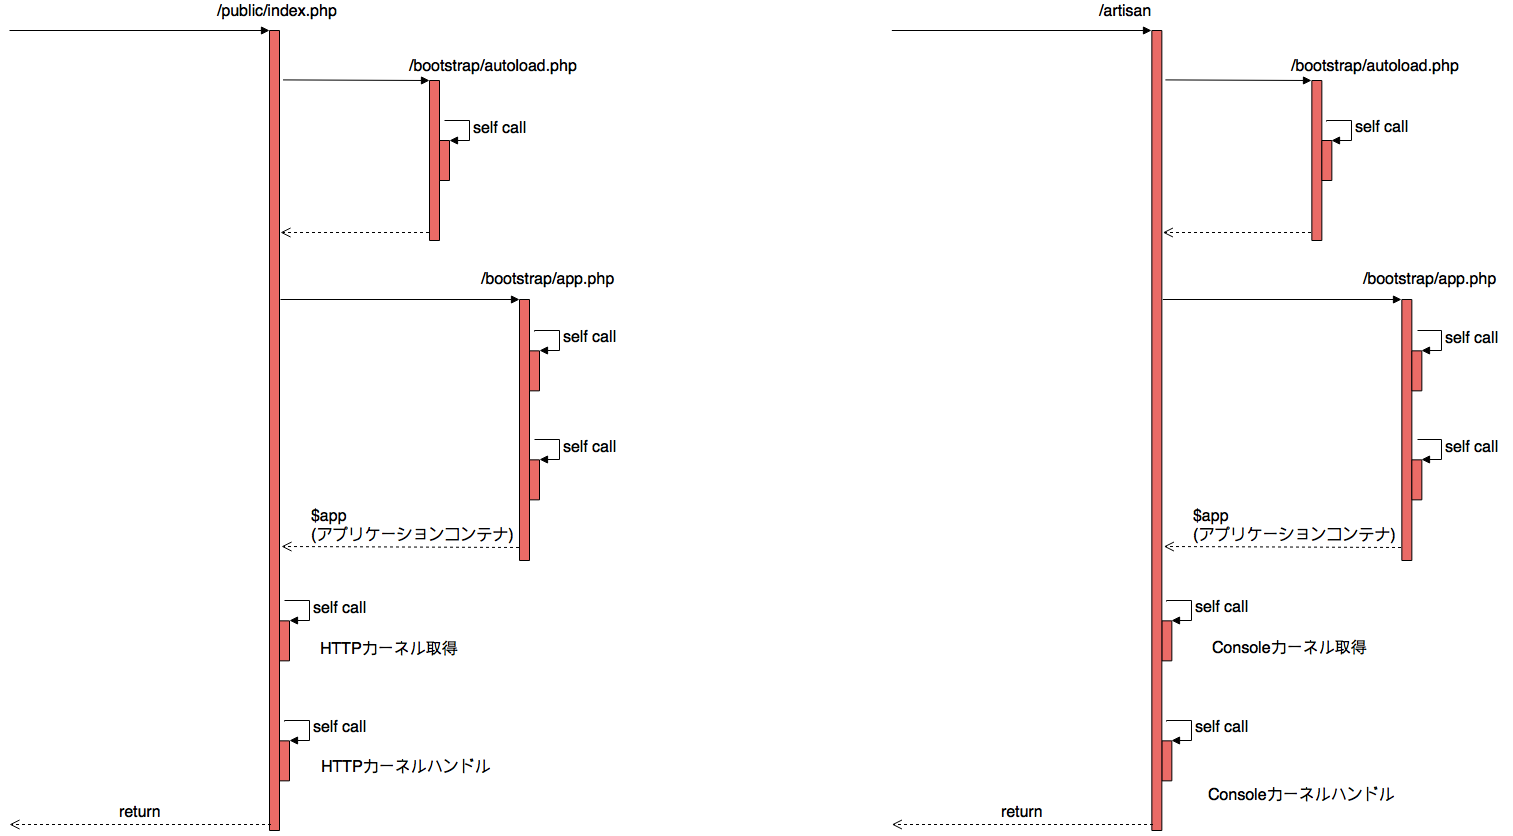 /public/index.php
/bootstrap/autoload.php
self call
/bootstrap/app.php
self call
self call
$app
(アプリケーションコンテナ)
self call
HTTPカーネル取得
self call
HTTPカーネルハンドル
return
/artisan
/bootstrap/autoload.php
self call
/bootstrap/app.php
self call
self call
$app
(アプリケーションコンテナ)
self call
Consoleカーネル取得
self call
Consoleカーネルハンドル
return